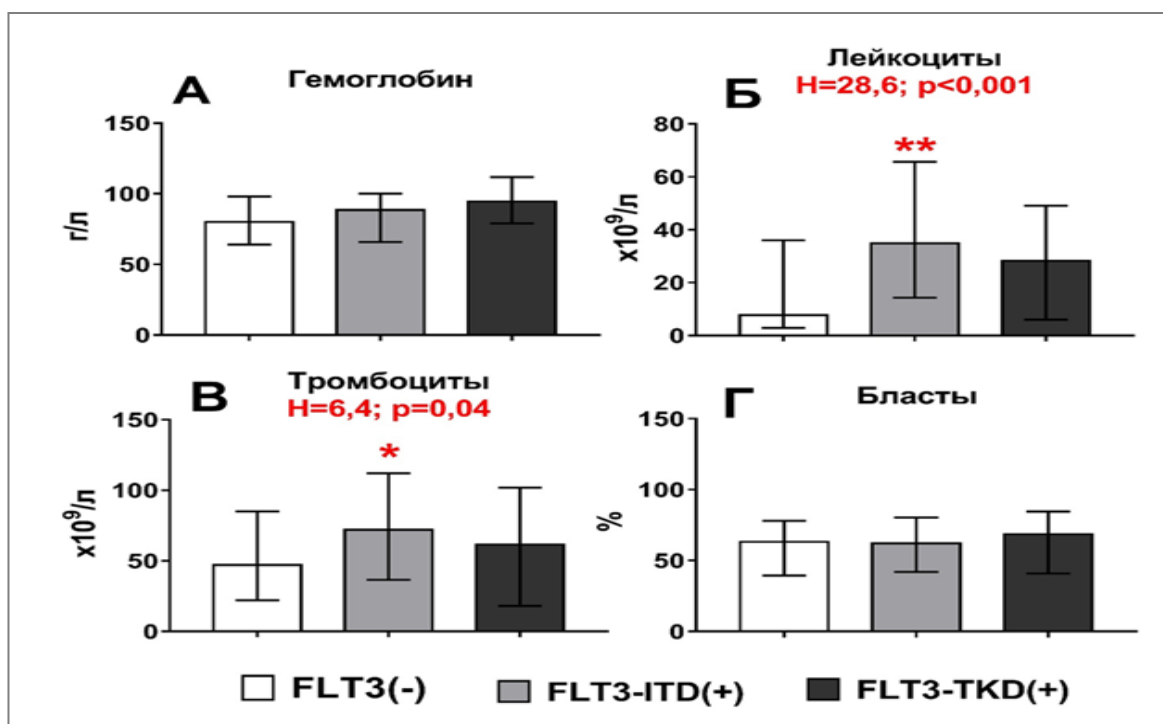 А Гемоглобин
г/л
150
100
50
0
Б Лейкоциты
H=28,6; p<0,001
x10⁹/л
80
60
40
20
0
**
В Тромбоциты
H=6,4; p=0,04
x10⁹/л
150
100
50
0
*
Г Бласты
%
150
100
50
0
FLT3(-) FLT3-ITD(+) FLT3-TKD(+)